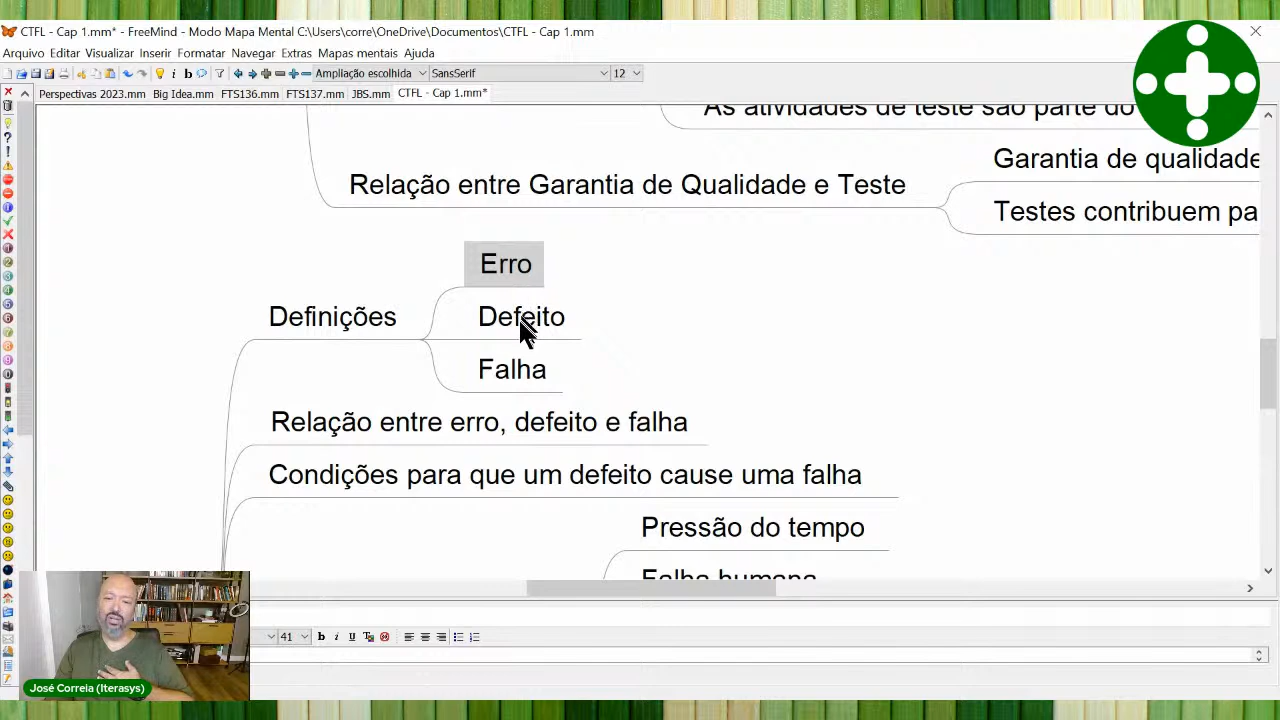 CTFL - Cap 1.mm* - FreeMind - Modo Mapa Mental C:\Users\corre\OneDrive\Documentos\CTFL - Cap 1.mm
Arquivo Editar Visualizar Inserir Formatar Navegar Extras Mapas mentais Ajuda
Ampliação escolhida SansSerif 12
Perspectivas 2023.mm Big Idea.mm FTS136.mm FTS137.mm JBS.mm CTFL - Cap 1.mm*
As atividades de teste são parte do
Garantia de qualidade
Relação entre Garantia de Qualidade e Teste
Testes contribuem pa
Erro
Definições
Defeito
Falha
Relação entre erro, defeito e falha
Condições para que um defeito cause uma falha
Pressão do tempo
Falha humana
41
José Correia (Iterasys)